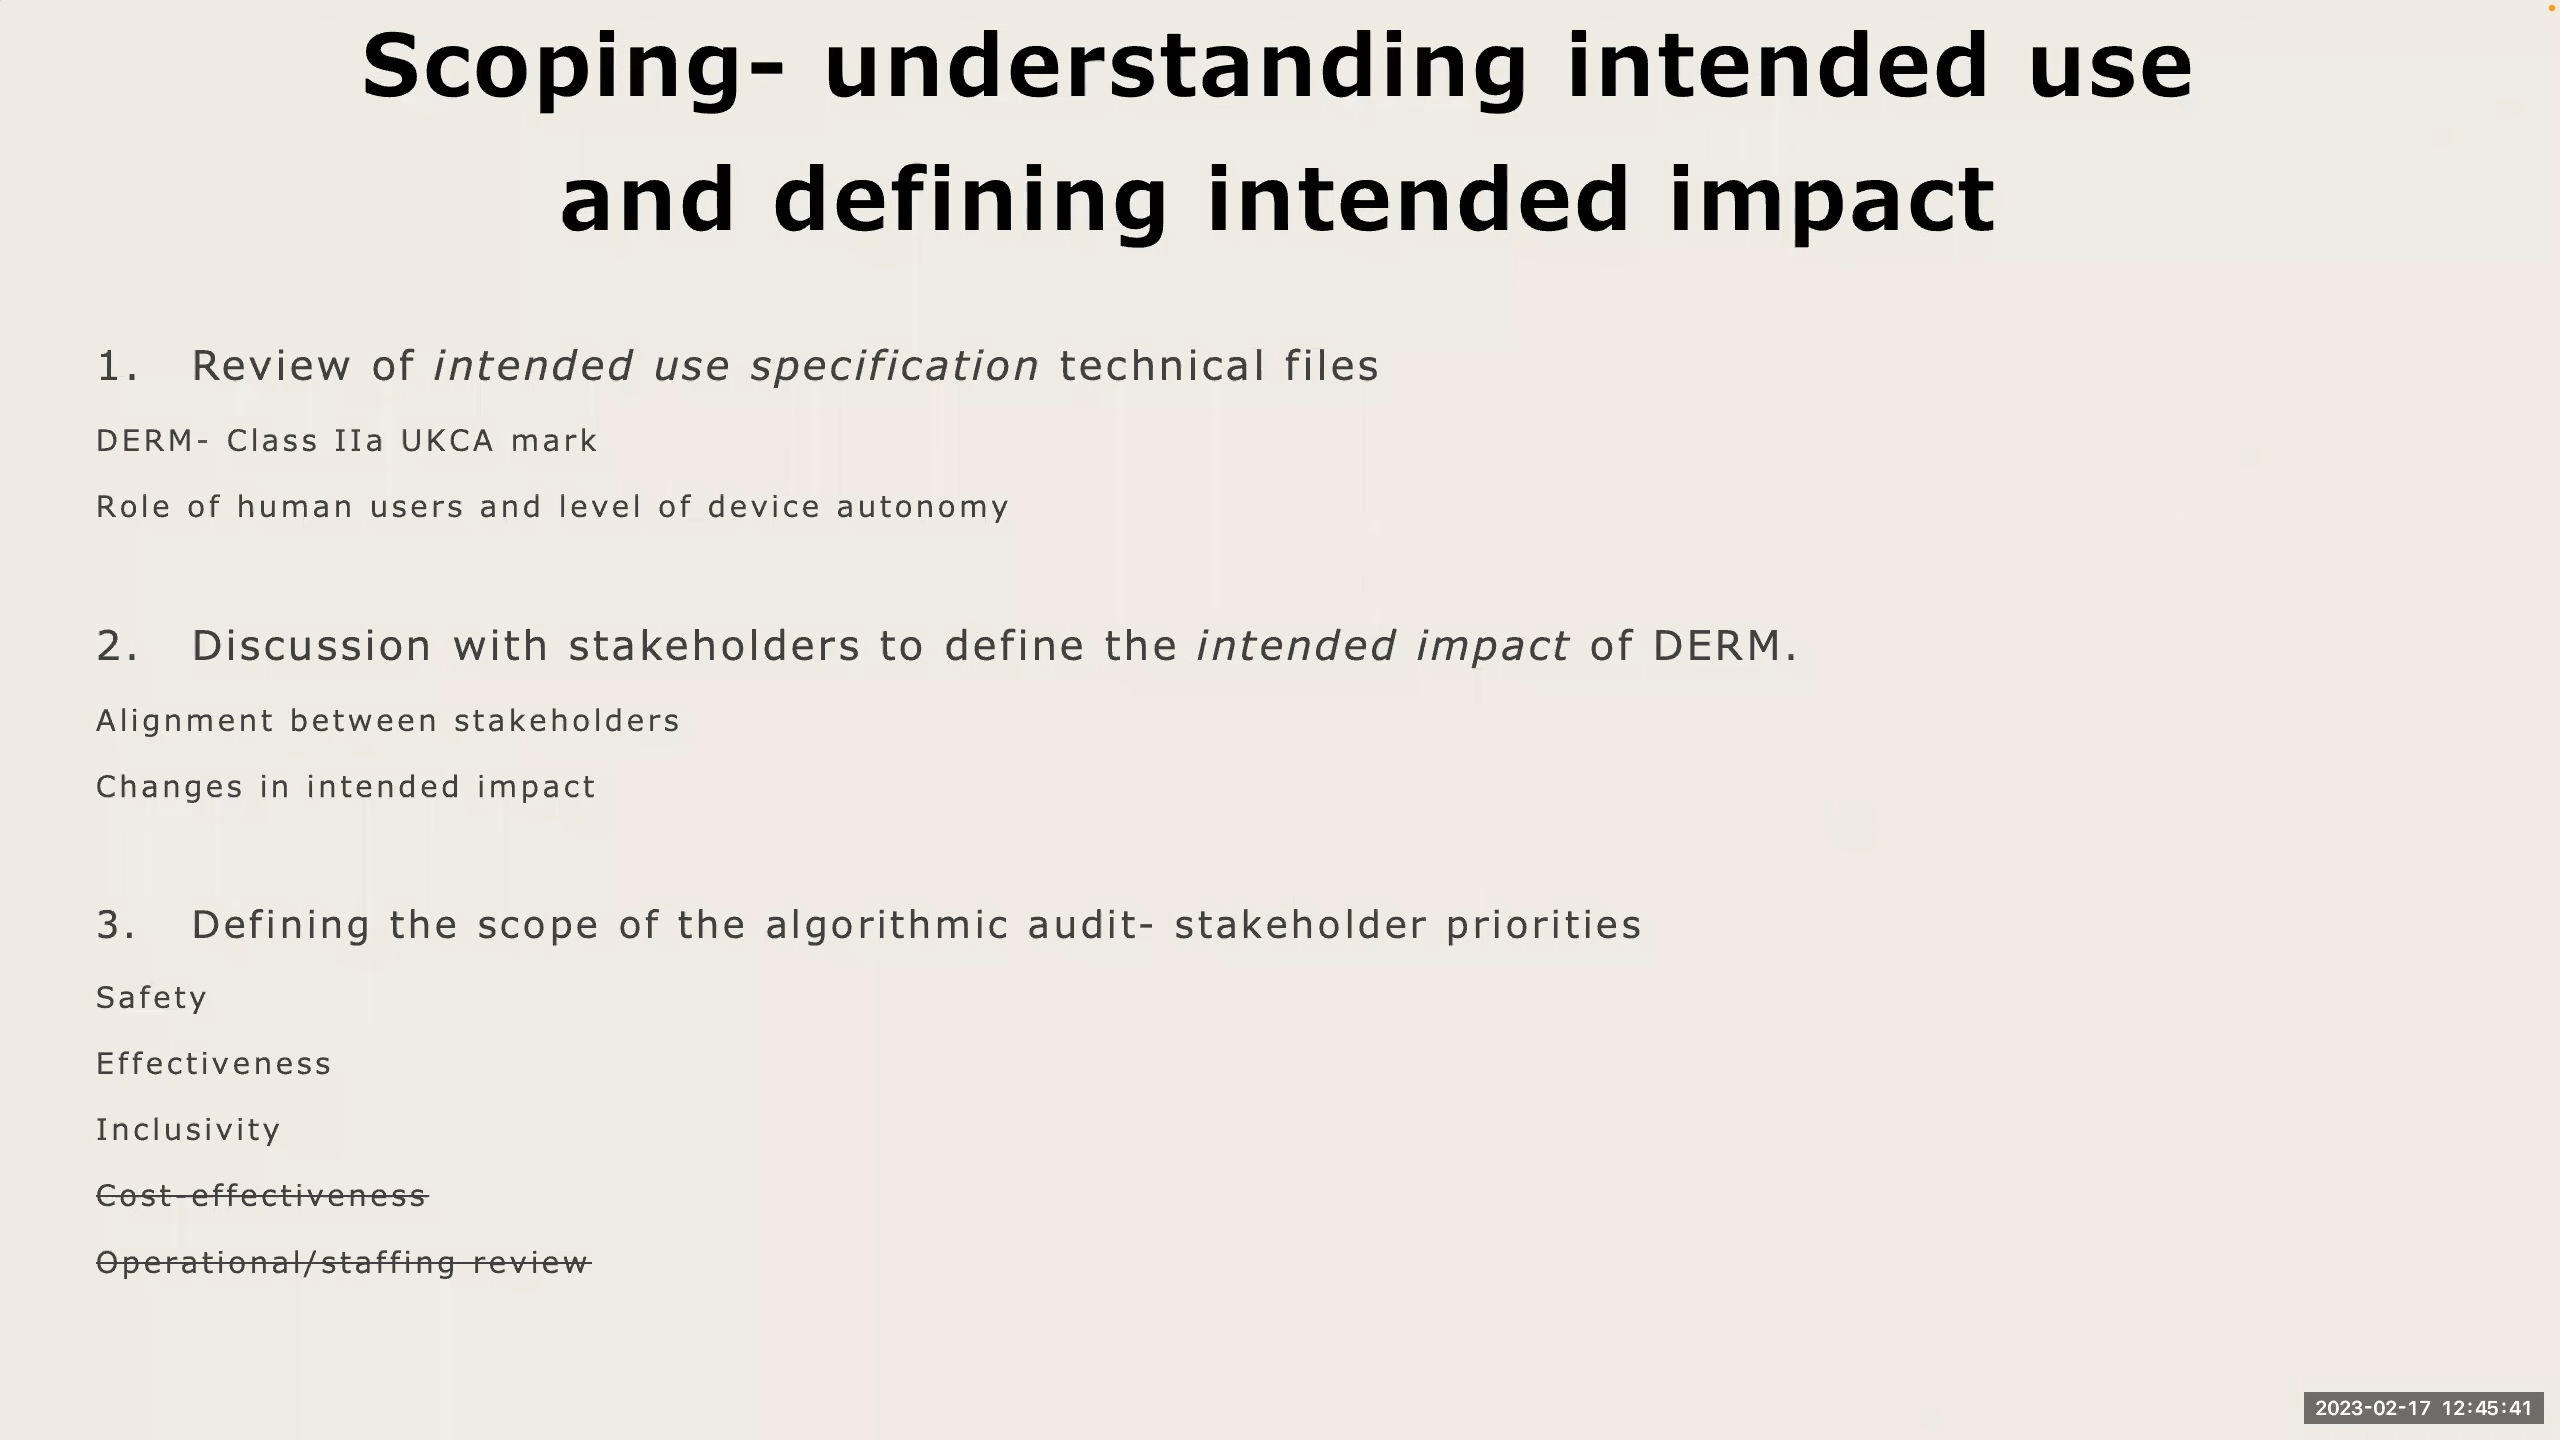 Scoping- understanding intended use
and defining intended impact
1. Review of intended use specification technical files
DERM- Class IIa UKCA mark
Role of human users and level of device autonomy
2. Discussion with stakeholders to define the intended impact of DERM.
Alignment between stakeholders
Changes in intended impact
3. Defining the scope of the algorithmic audit- stakeholder priorities
Safety
Effectiveness
Inclusivity
Cost-effectiveness
Operational/staffing review
2023-02-17 12:45:41